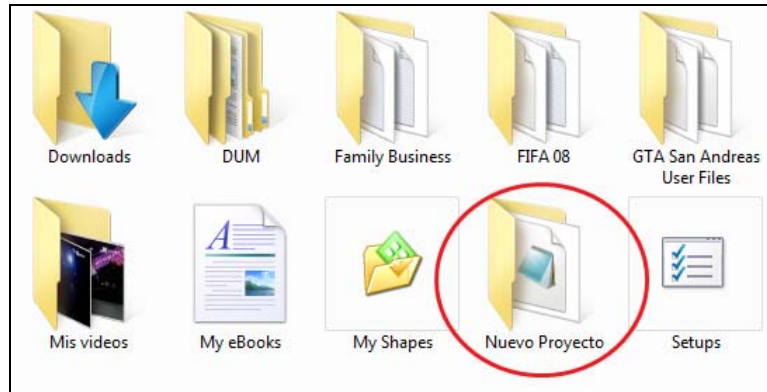 Downloads
DUM
Family Business
FIFA 08
GTA San Andreas
User Files
Mis videos
My eBooks
My Shapes
Nuevo Proyecto
Setups